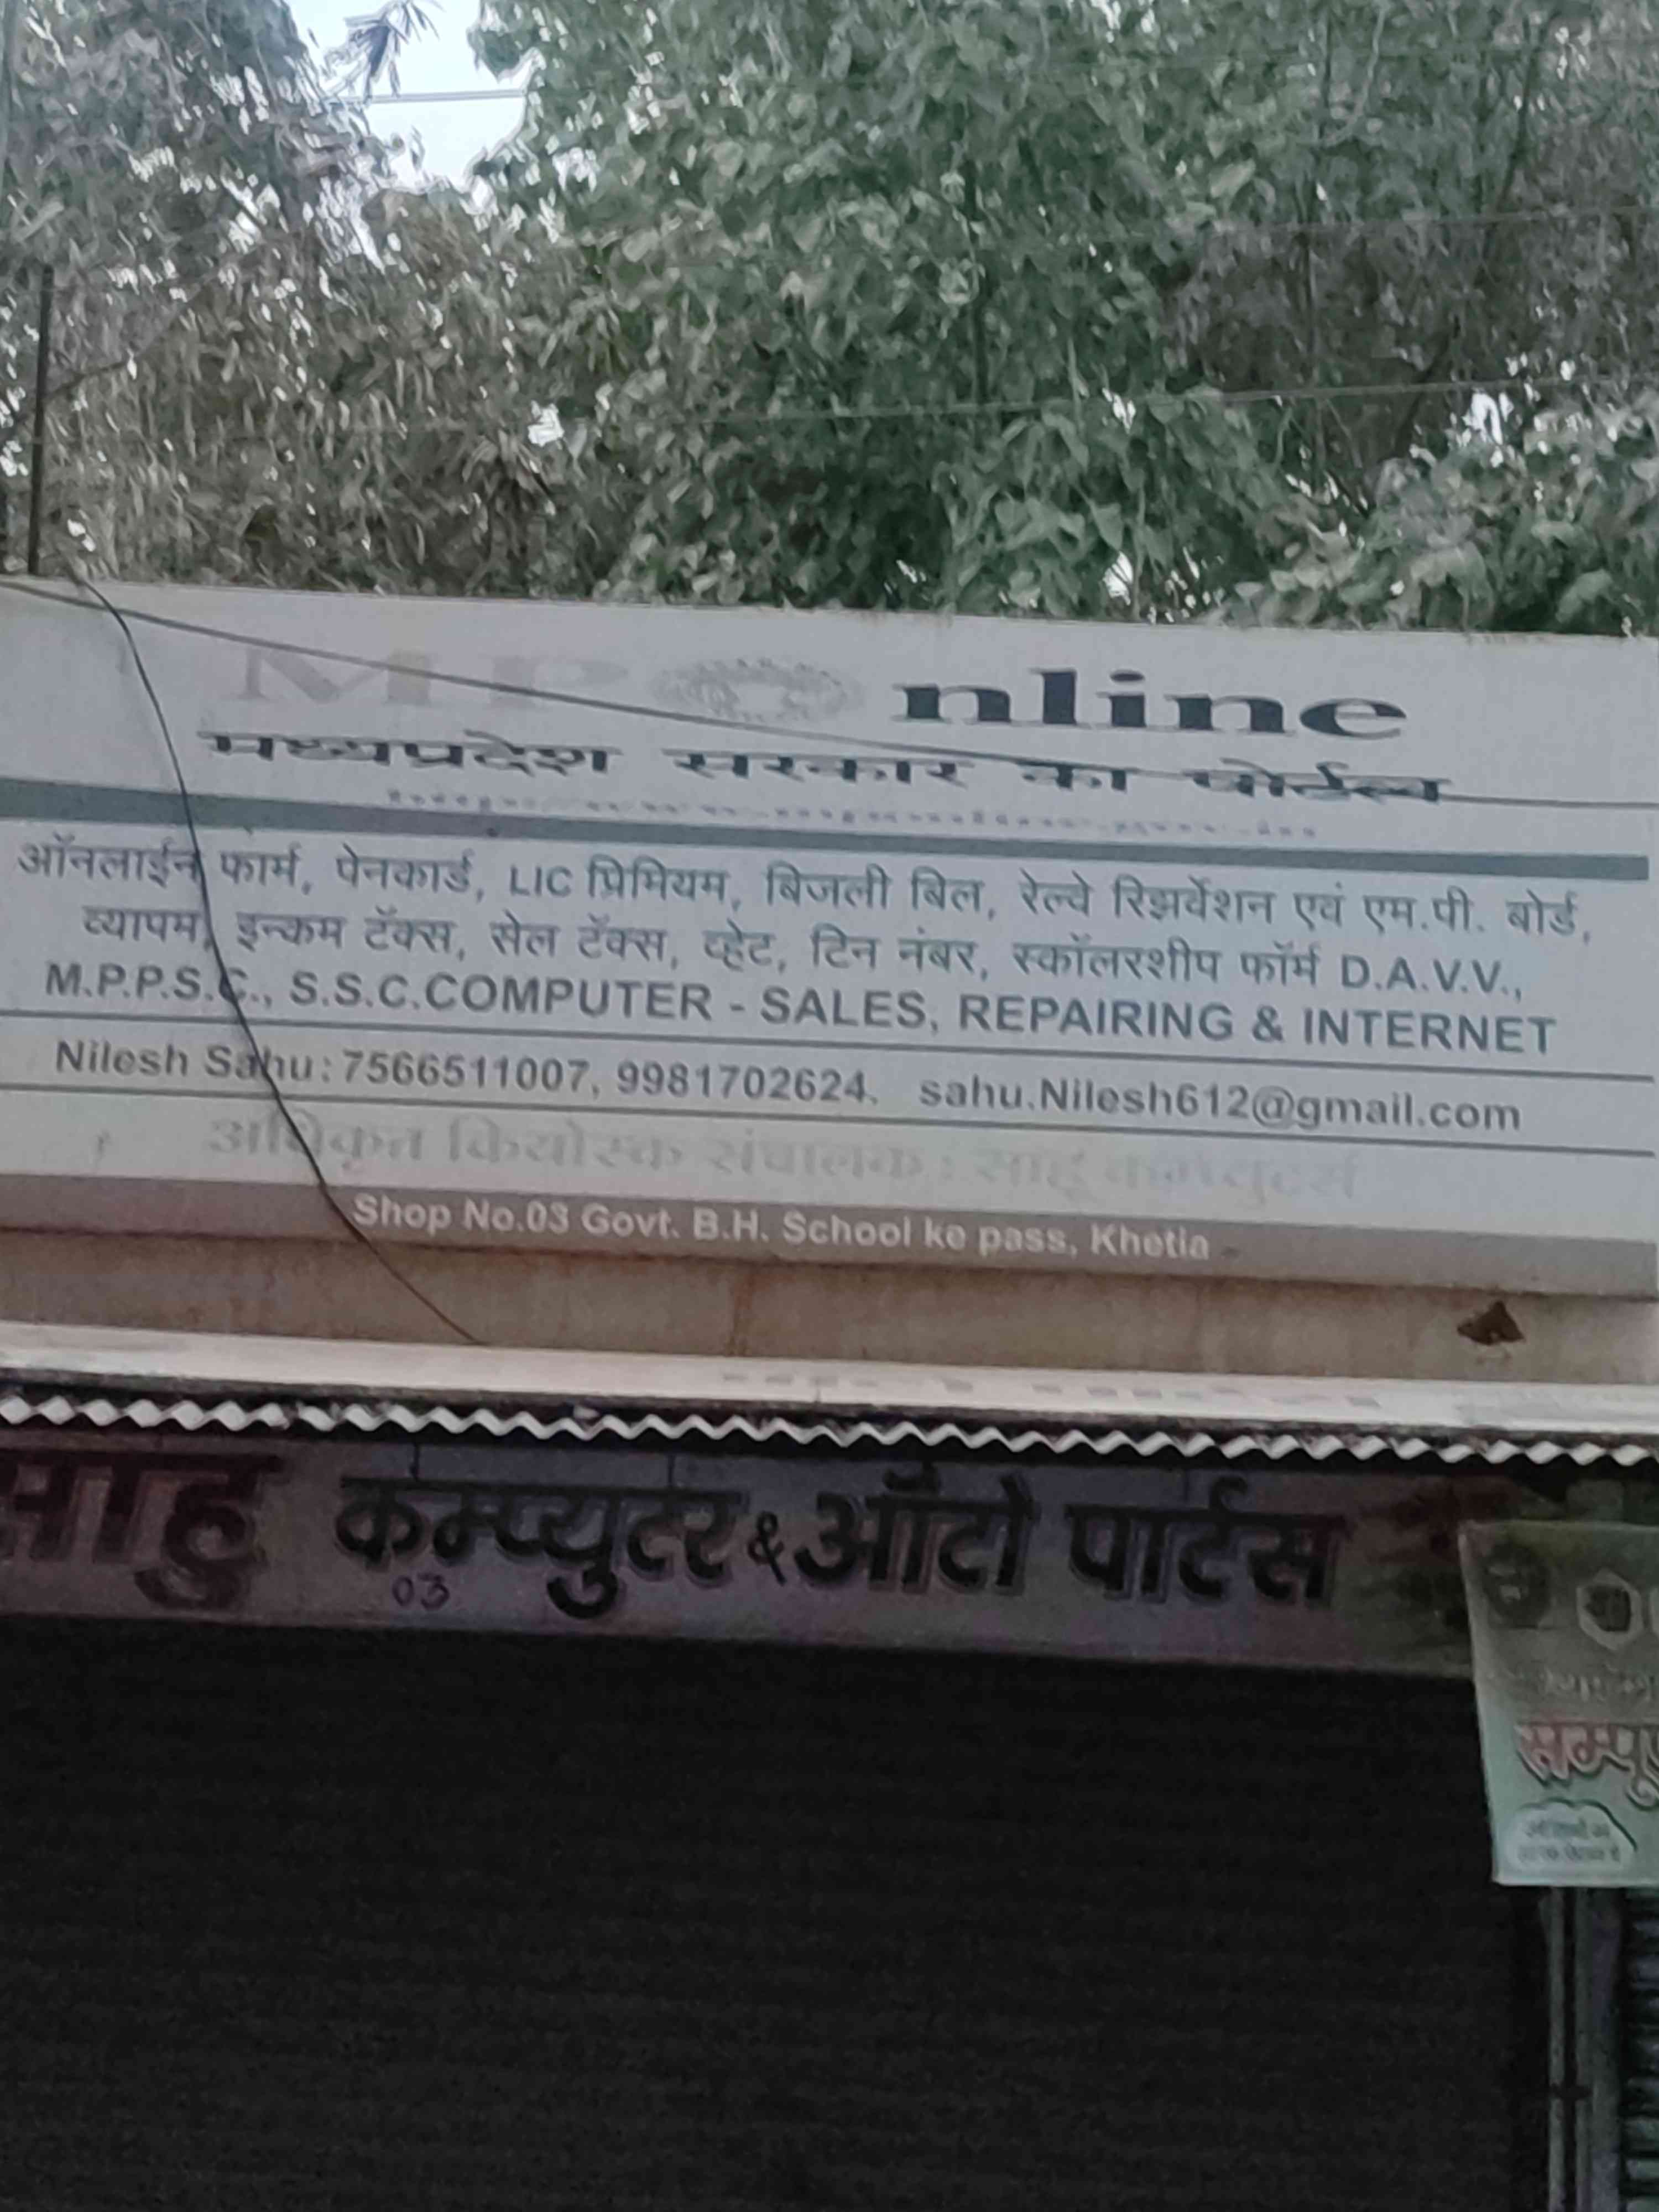 MPOnline
मध्यप्रदेश सरकार का पोर्टल
ऑनलाईन फार्म, पेनकार्ड, LIC प्रिमियम, बिजली बिल, रेल्वे रिझर्वेशन एवं एम.पी. बोर्ड,
व्यापम, इन्कम टॅक्स, सेल टॅक्स, व्हेट, टिन नंबर, स्कॉलरशीप फॉर्म D.A.V.V.,
M.P.P.S.C., S.S.C.COMPUTER - SALES, REPAIRING & INTERNET
Nilesh Sahu: 7566511007, 9981702624, sahu.Nilesh612@gmail.com
अधिकृत कियोस्क संचालक : साहू कम्प्युटर्स
Shop No.03 Govt. B.H. School ke pass, Khetia
साहु कम्प्युटर & ऑटो पार्टस
03